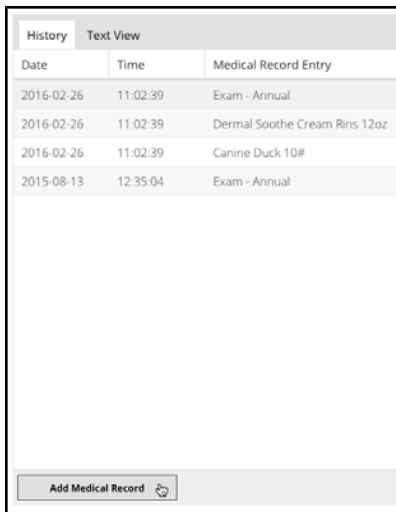 History Text View
Date Time Medical Record Entry
2016-02-26 11:02:39 Exam - Annual
2016-02-26 11:02:39 Dermal Soothe Cream Rins 12oz
2016-02-26 11:02:39 Canine Duck 10#
2015-08-13 12:35:04 Exam - Annual
Add Medical Record